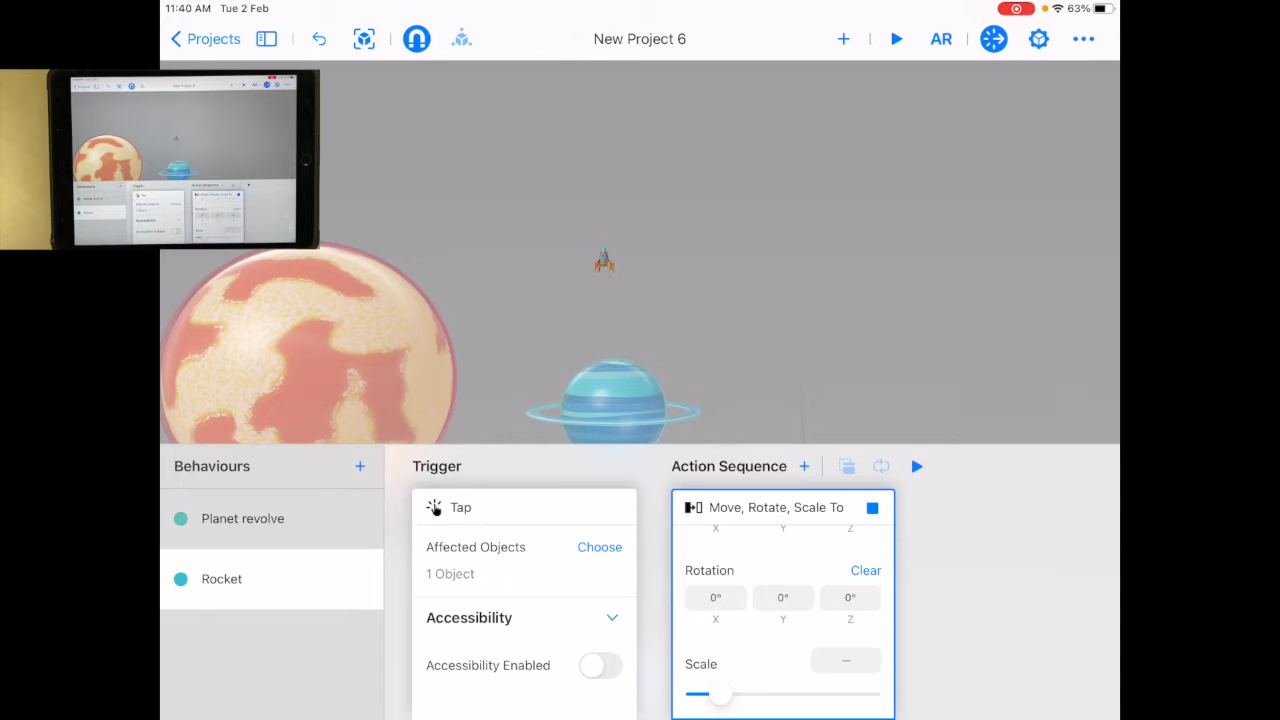 11:40 AM Tue 2 Feb
63%
Projects
New Project 6
AR
Behaviours
Trigger
Action Sequence
Planet revolve
Rocket
Tap
Affected Objects
Choose
1 Object
Accessibility
Accessibility Enabled
Move, Rotate, Scale To
X Y Z
Rotation
Clear
0° 0° 0°
X Y Z
Scale